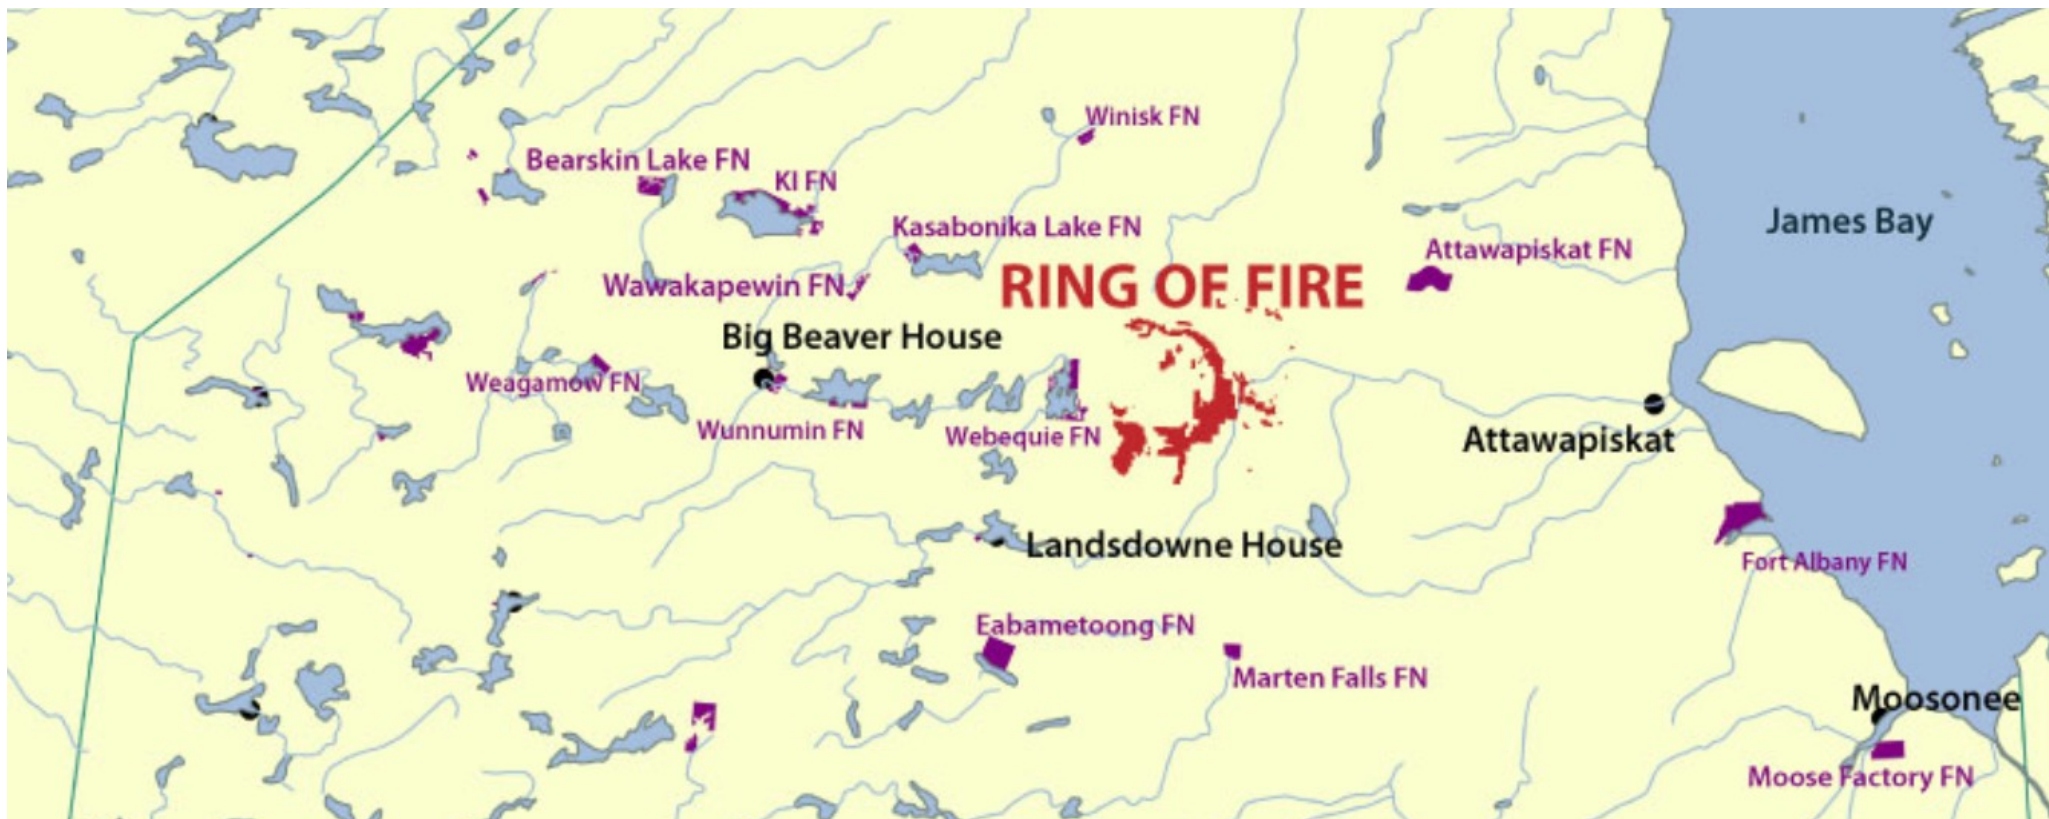 Winisk FN
Bearskin Lake FN
KI FN
Kasabonika Lake FN
James Bay
Attawapiskat FN
Wawakapewin FN
RING OF FIRE
Big Beaver House
Weagamow FN
Wunnumin FN
Webequie FN
Attawapiskat
Landsdowne House
Fort Albany FN
Eabametoong FN
Marten Falls FN
Moosonee
Moose Factory FN